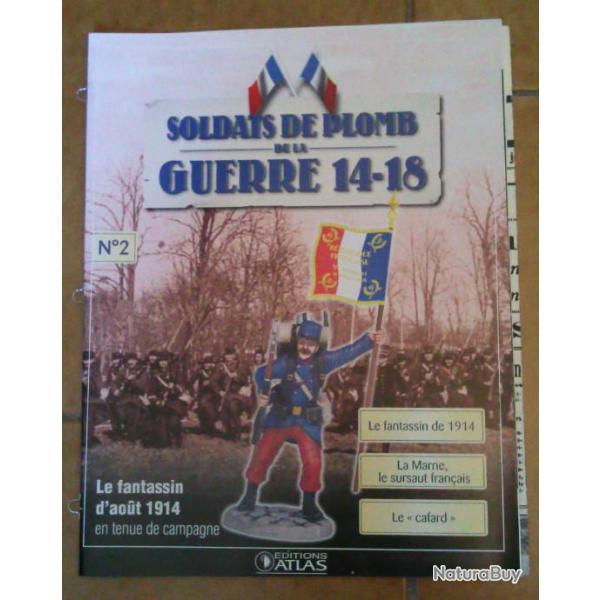 SOLDATS DE PLOMB
DE LA
GUERRE 14-18
N°2
Le fantassin de 1914
La Marne,
le sursaut français
Le « cafard »
Le fantassin
d'août 1914
en tenue de campagne
EDITIONS
ATLAS
NaturaBuy